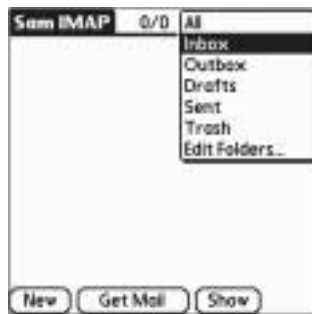 Sam IMAP 0/0 All
Inbox
Outbox
Drafts
Sent
Trash
Edit Folders...
New Get Mail Show